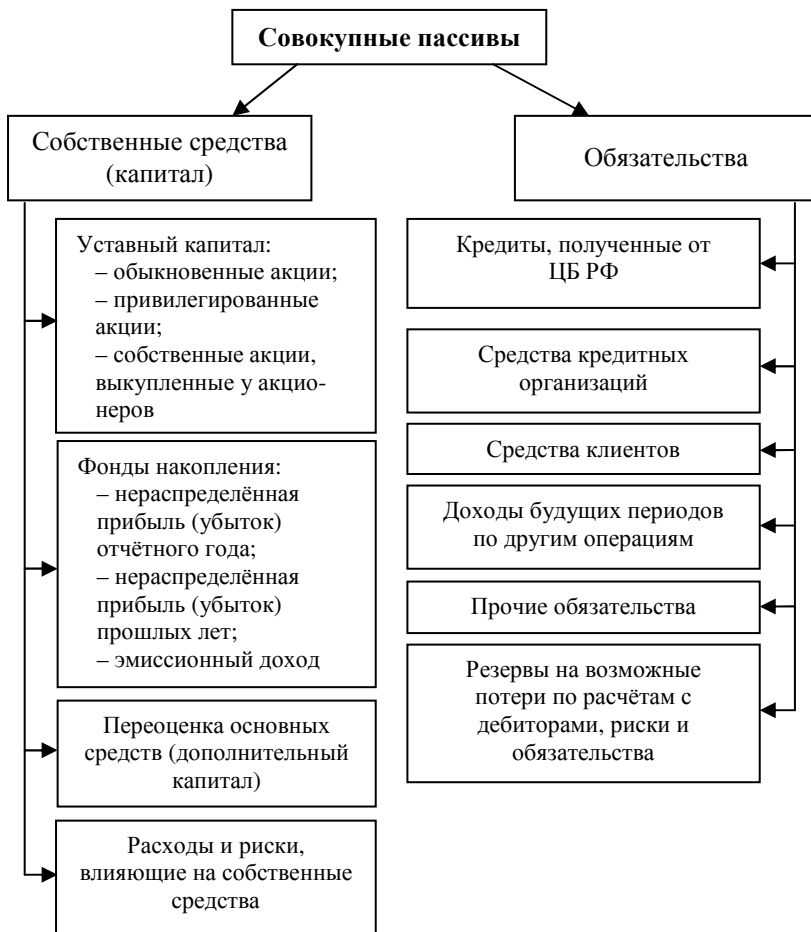 Совокупные пассивы
Собственные средства
(капитал)
Уставный капитал:
– обыкновенные акции;
– привилегированные
акции;
– собственные акции,
выкупленные у акцио-
неров
Фонды накопления:
– нераспределённая
прибыль (убыток)
отчётного года;
– нераспределённая
прибыль (убыток)
прошлых лет;
– эмиссионный доход
Переоценка основных
средств (дополнительный
капитал)
Расходы и риски,
влияющие на собственные
средства
Обязательства
Кредиты, полученные от
ЦБ РФ
Средства кредитных
организаций
Средства клиентов
Доходы будущих периодов
по другим операциям
Прочие обязательства
Резервы на возможные
потери по расчётам с
дебиторами, риски и
обязательства